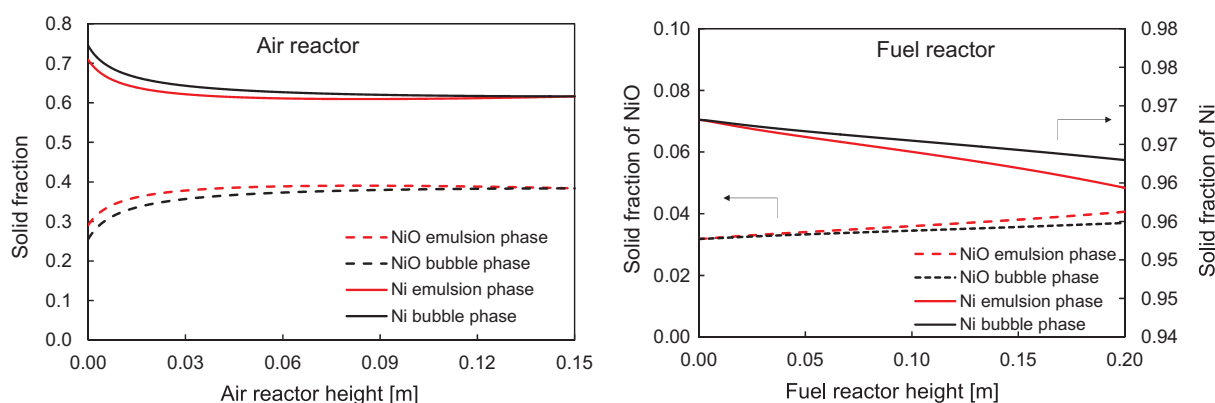 Air reactor
Solid fraction
0.8
0.7
0.6
0.5
0.4
0.3
0.2
0.1
0.0
NiO emulsion phase
NiO bubble phase
Ni emulsion phase
Ni bubble phase
0.00
0.03
0.06
0.09
0.12
0.15
Air reactor height [m]
Fuel reactor
Solid fraction of NiO
0.10
0.08
0.06
0.04
0.02
0.00
0.98
0.98
0.97
0.97
0.96
0.96
0.95
0.95
0.94
Solid fraction of Ni
NiO emulsion phase
NiO bubble phase
Ni emulsion phase
Ni bubble phase
0.00
0.05
0.10
0.15
0.20
Fuel reactor height [m]